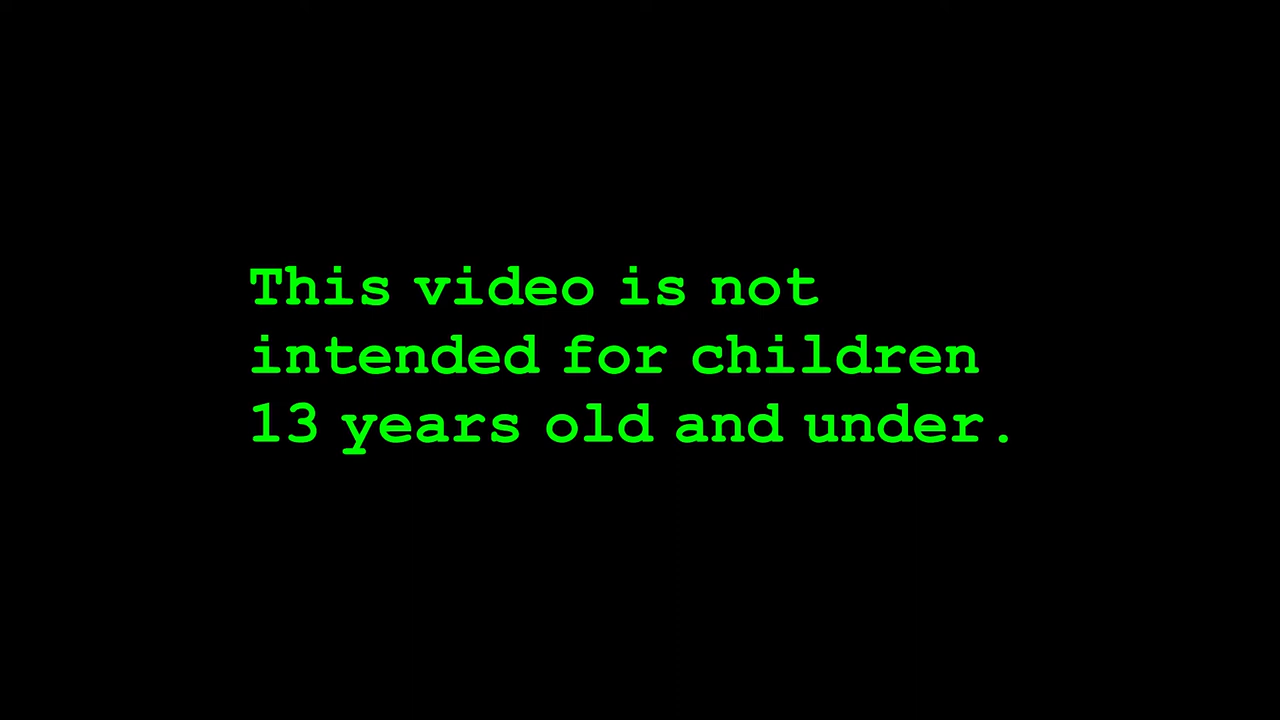 This video is not
intended for children
13 years old and under.